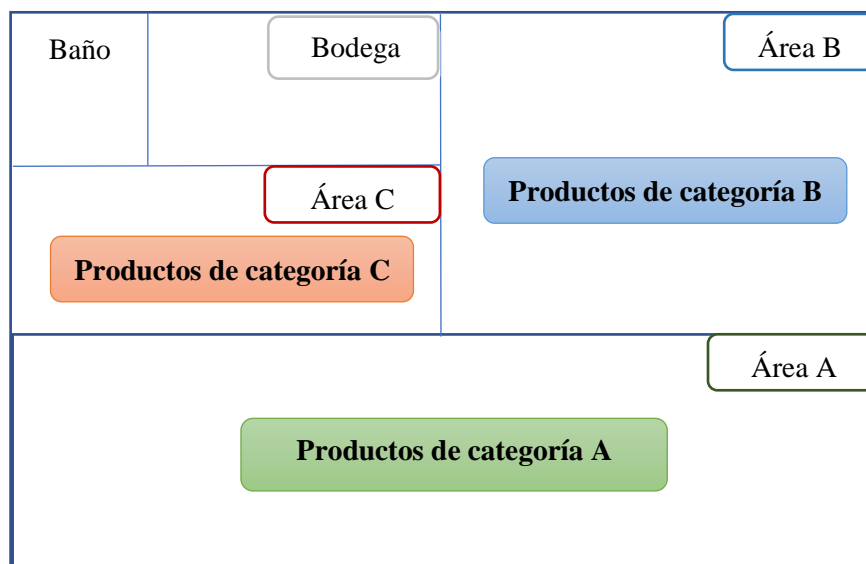 Baño
Bodega
Área B
Productos de categoría B
Área C
Productos de categoría C
Área A
Productos de categoría A